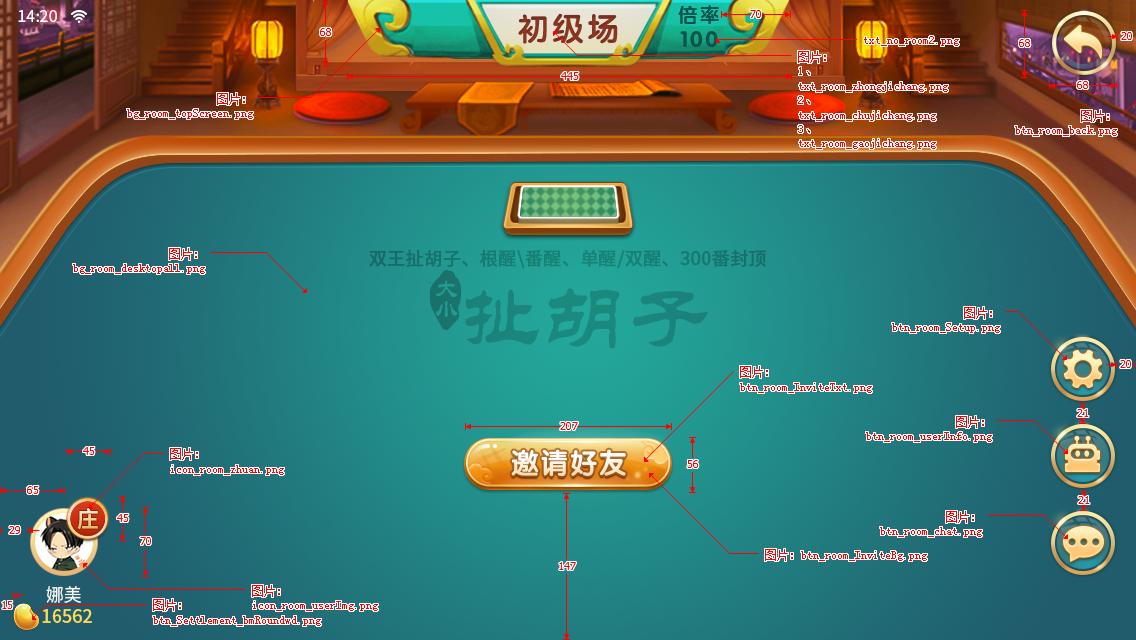 14:20
初级场
倍率
100
70
68
445
txt_no_room2.png
图片:
1、
txt_room_zhongjichang.png
2、
txt_room_chujichang.png
3、
txt_room_gaojichang.png
68
20
68
图片:
btn_room_back.png
图片:
bg_room_topScreen.png
双王扯胡子、根醒\番醒、单醒/双醒、300番封顶
大小
扯胡子
图片:
bg_room_desktopall.png
图片:
btn_room_Setup.png
20
图片:
btn_room_InviteTxt.png
21
图片:
btn_room_userInfo.png
207
邀请好友
56
21
图片:
btn_room_chat.png
图片: btn_room_InviteBg.png
147
45
图片:
icon_room_zhuan.png
65
庄
45
29
70
娜美
图片:
icon_room_userImg.png
15
16562
图片:
btn_Settlement_bmRoundwd.png